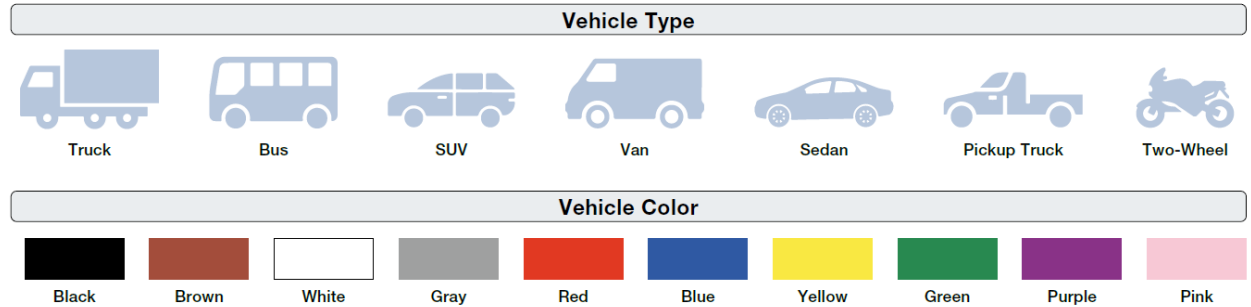 Vehicle Type
Truck Bus SUV Van Sedan Pickup Truck Two-Wheel
Vehicle Color
Black Brown White Gray Red Blue Yellow Green Purple Pink